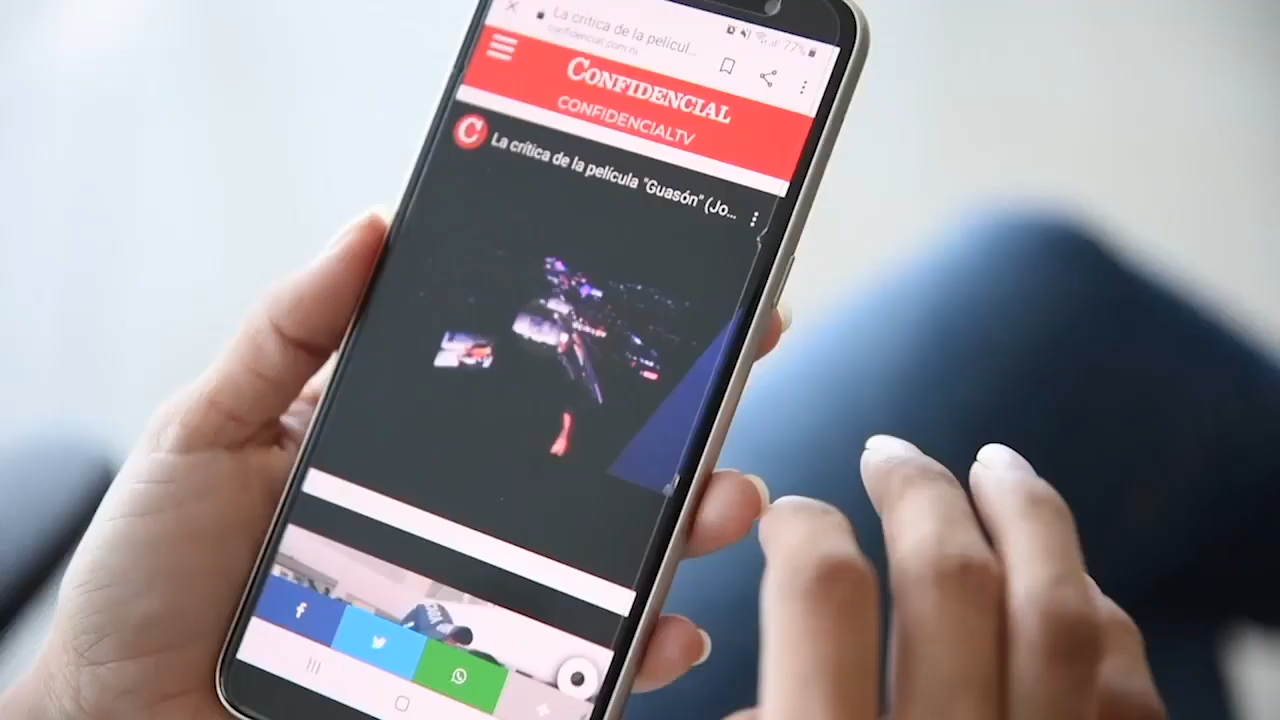 La crítica de la películ...
confidencial.com.ni
77%
CONFIDENCIAL
CONFIDENCIALTV
C
La crítica de la película "Guasón" (Jo...
f